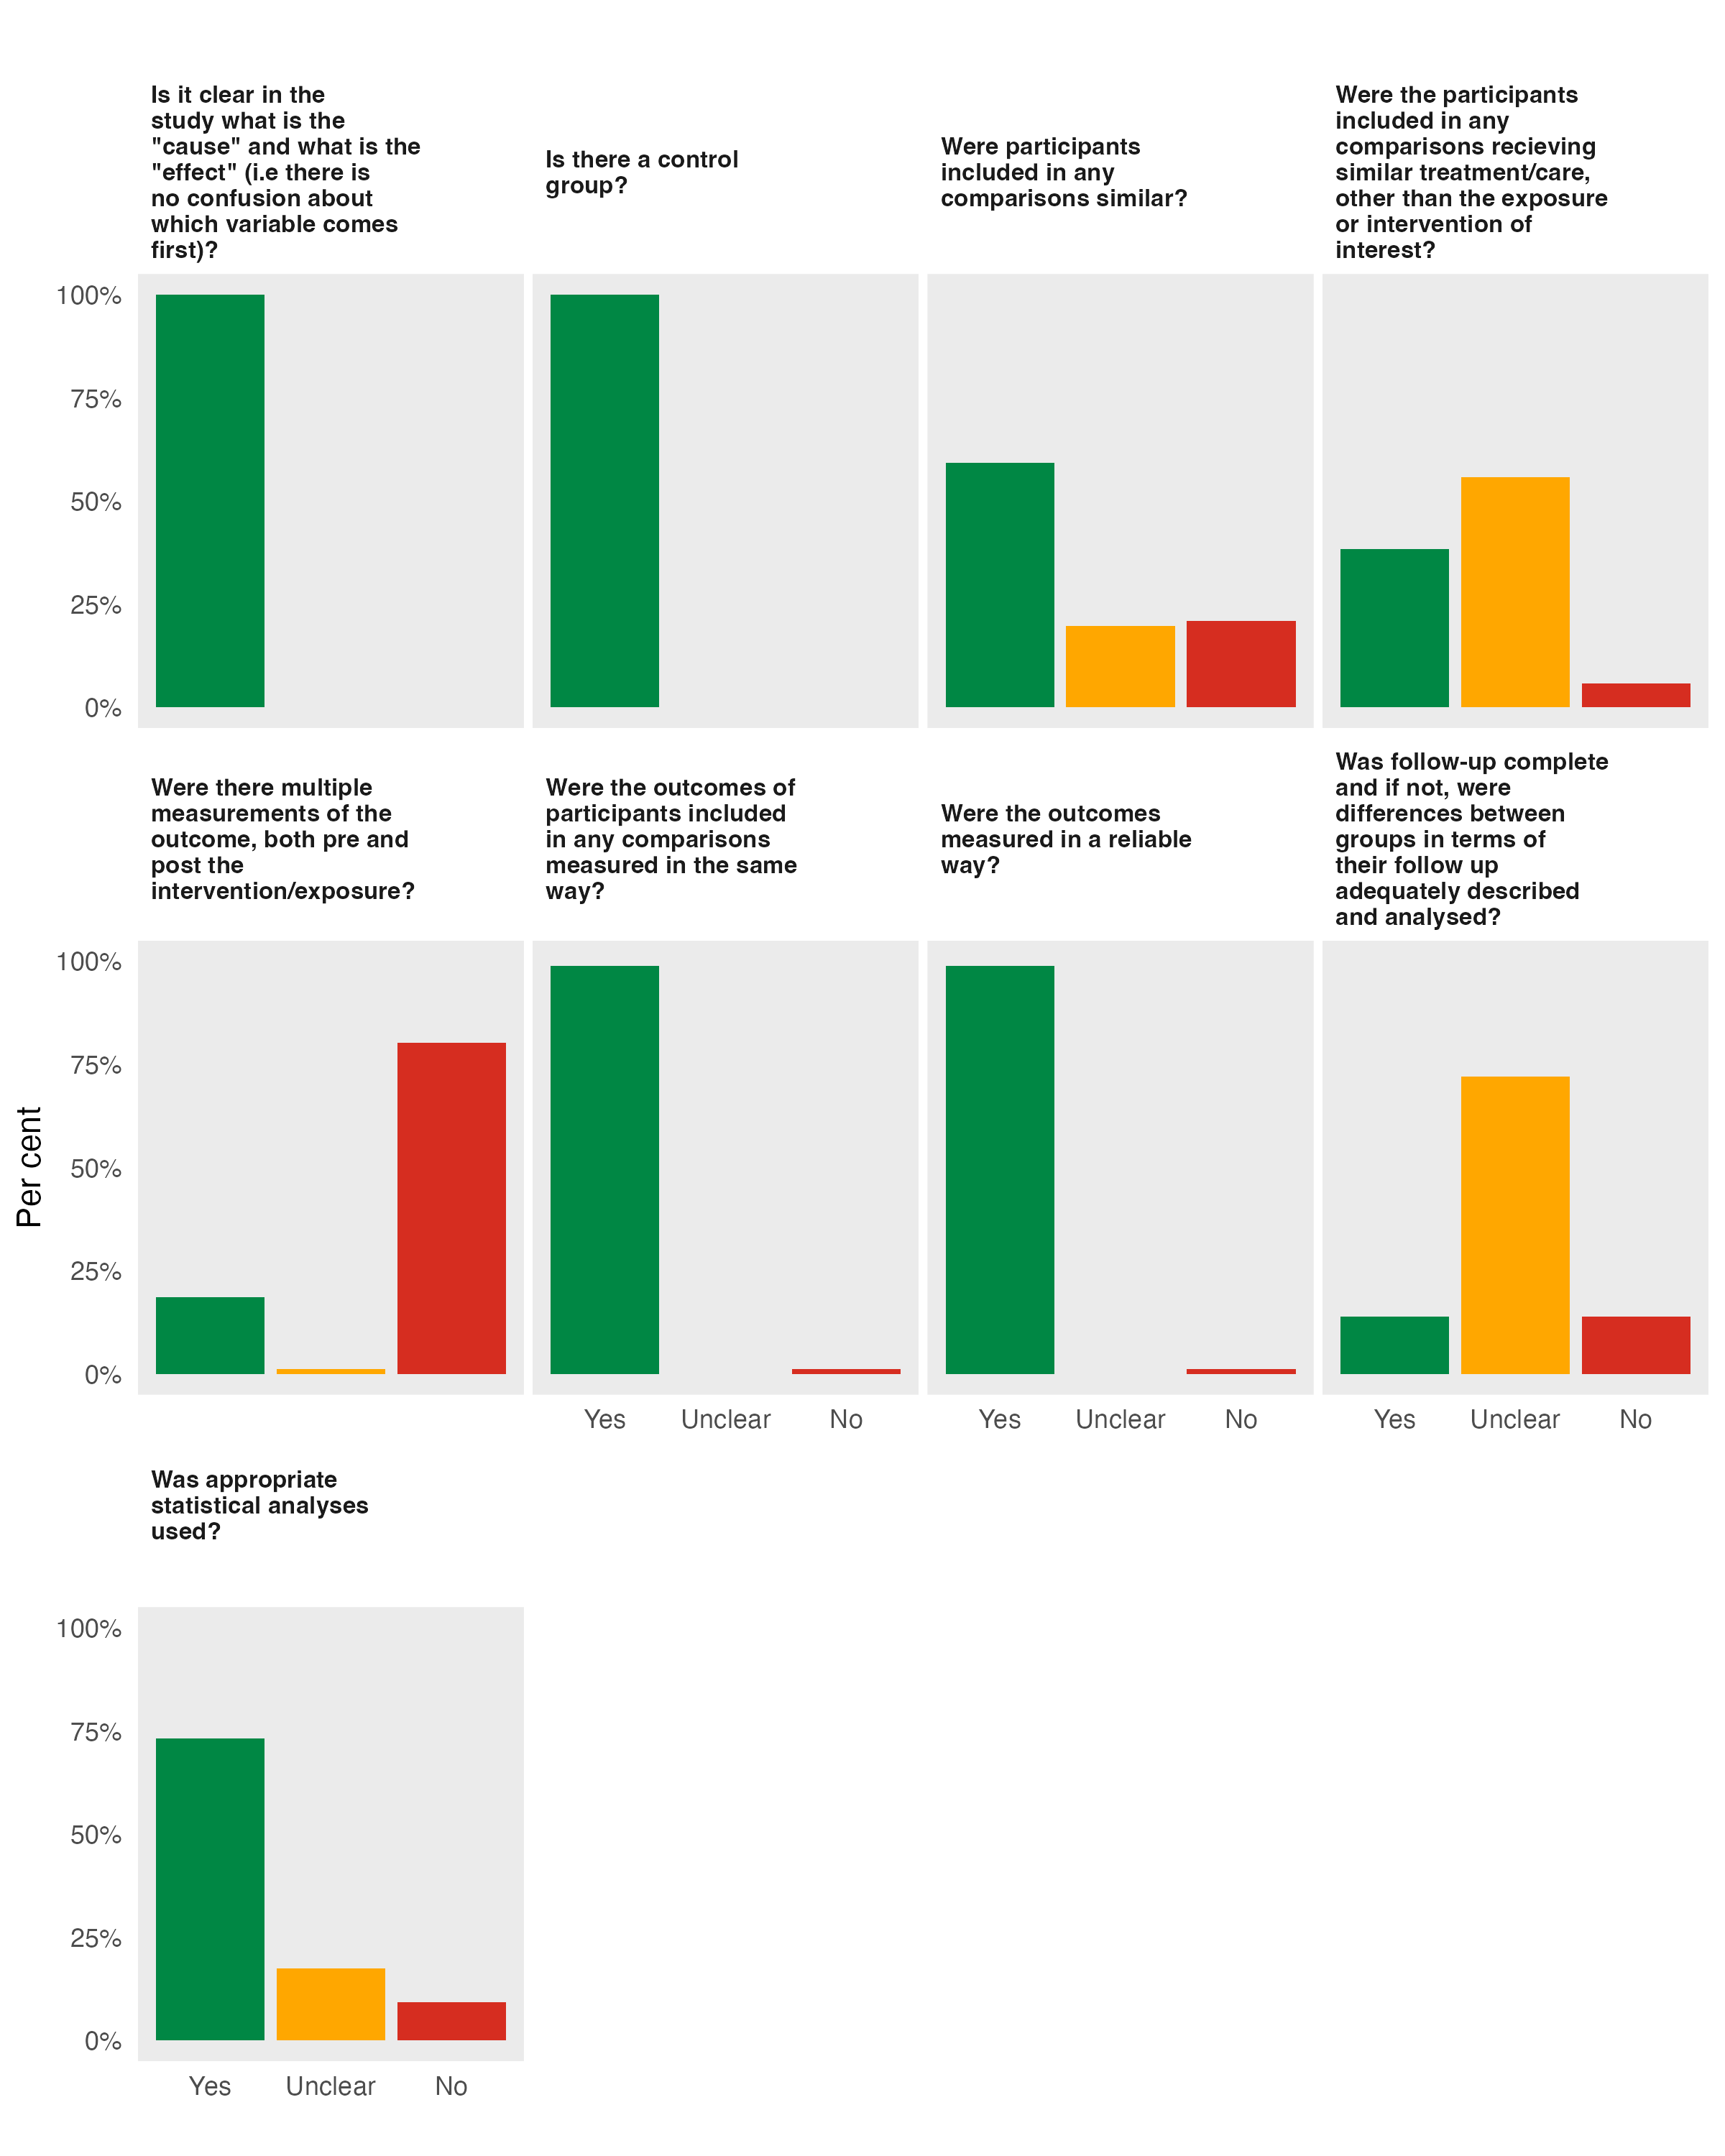 Is it clear in the
study what is the
"cause" and what is the
"effect" (i.e there is
no confusion about
which variable comes
first)?
Is there a control
group?
Were participants
included in any
comparisons similar?
Were the participants
included in any
comparisons recieving
similar treatment/care,
other than the exposure
or intervention of
interest?
100%
75%
50%
25%
0%
Were there multiple
measurements of the
outcome, both pre and
post the
intervention/exposure?
Were the outcomes of
participants included
in any comparisons
measured in the same
way?
Were the outcomes
measured in a reliable
way?
Was follow-up complete
and if not, were
differences between
groups in terms of
their follow up
adequately described
and analysed?
100%
75%
50%
25%
0%
Per cent
Yes Unclear No
Yes Unclear No
Yes Unclear No
Was appropriate
statistical analyses
used?
100%
75%
50%
25%
0%
Yes Unclear No